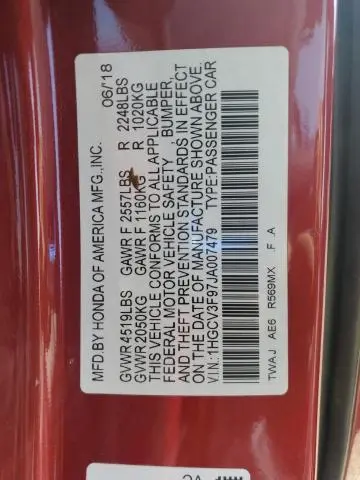 MFD.BY HONDA OF AMERICA MFG.,INC. 06/18
GVWR 4519LBS GAWR F 2557LBS R 2248LBS
GVWR 2050KG GAWR F 1160KG R 1020KG
THIS VEHICLE CONFORMS TO ALL APPLICABLE
FEDERAL MOTOR VEHICLE SAFETY BUMPER,
AND THEFT PREVENTION STANDARDS IN EFFECT
ON THE DATE OF MANUFACTURE SHOWN ABOVE.
V.I.N.:1HGCV3F97JA007479 TYPE:PASSENGER CAR
TWAJ AE6 R569MX F A